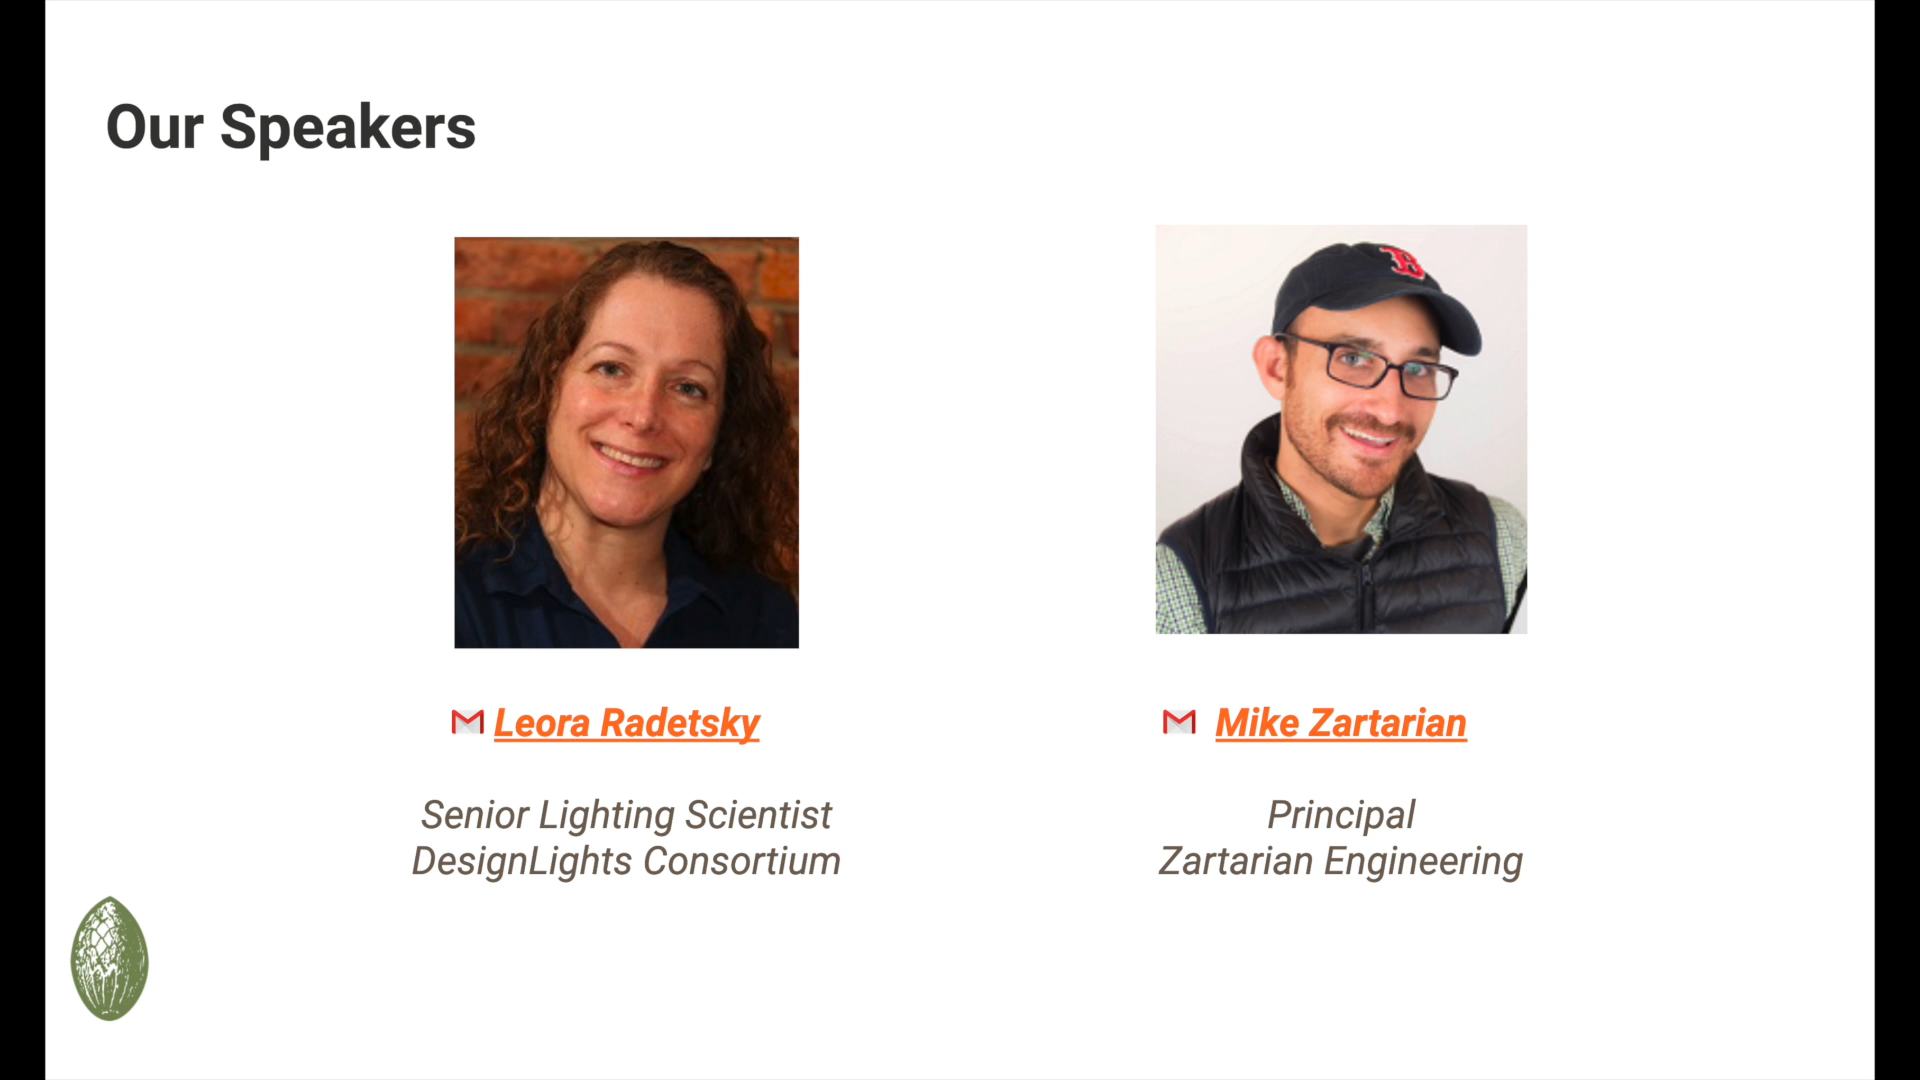 Our Speakers
B
Leora Radetsky
Mike Zartarian
Senior Lighting Scientist
DesignLights Consortium
Principal
Zartarian Engineering